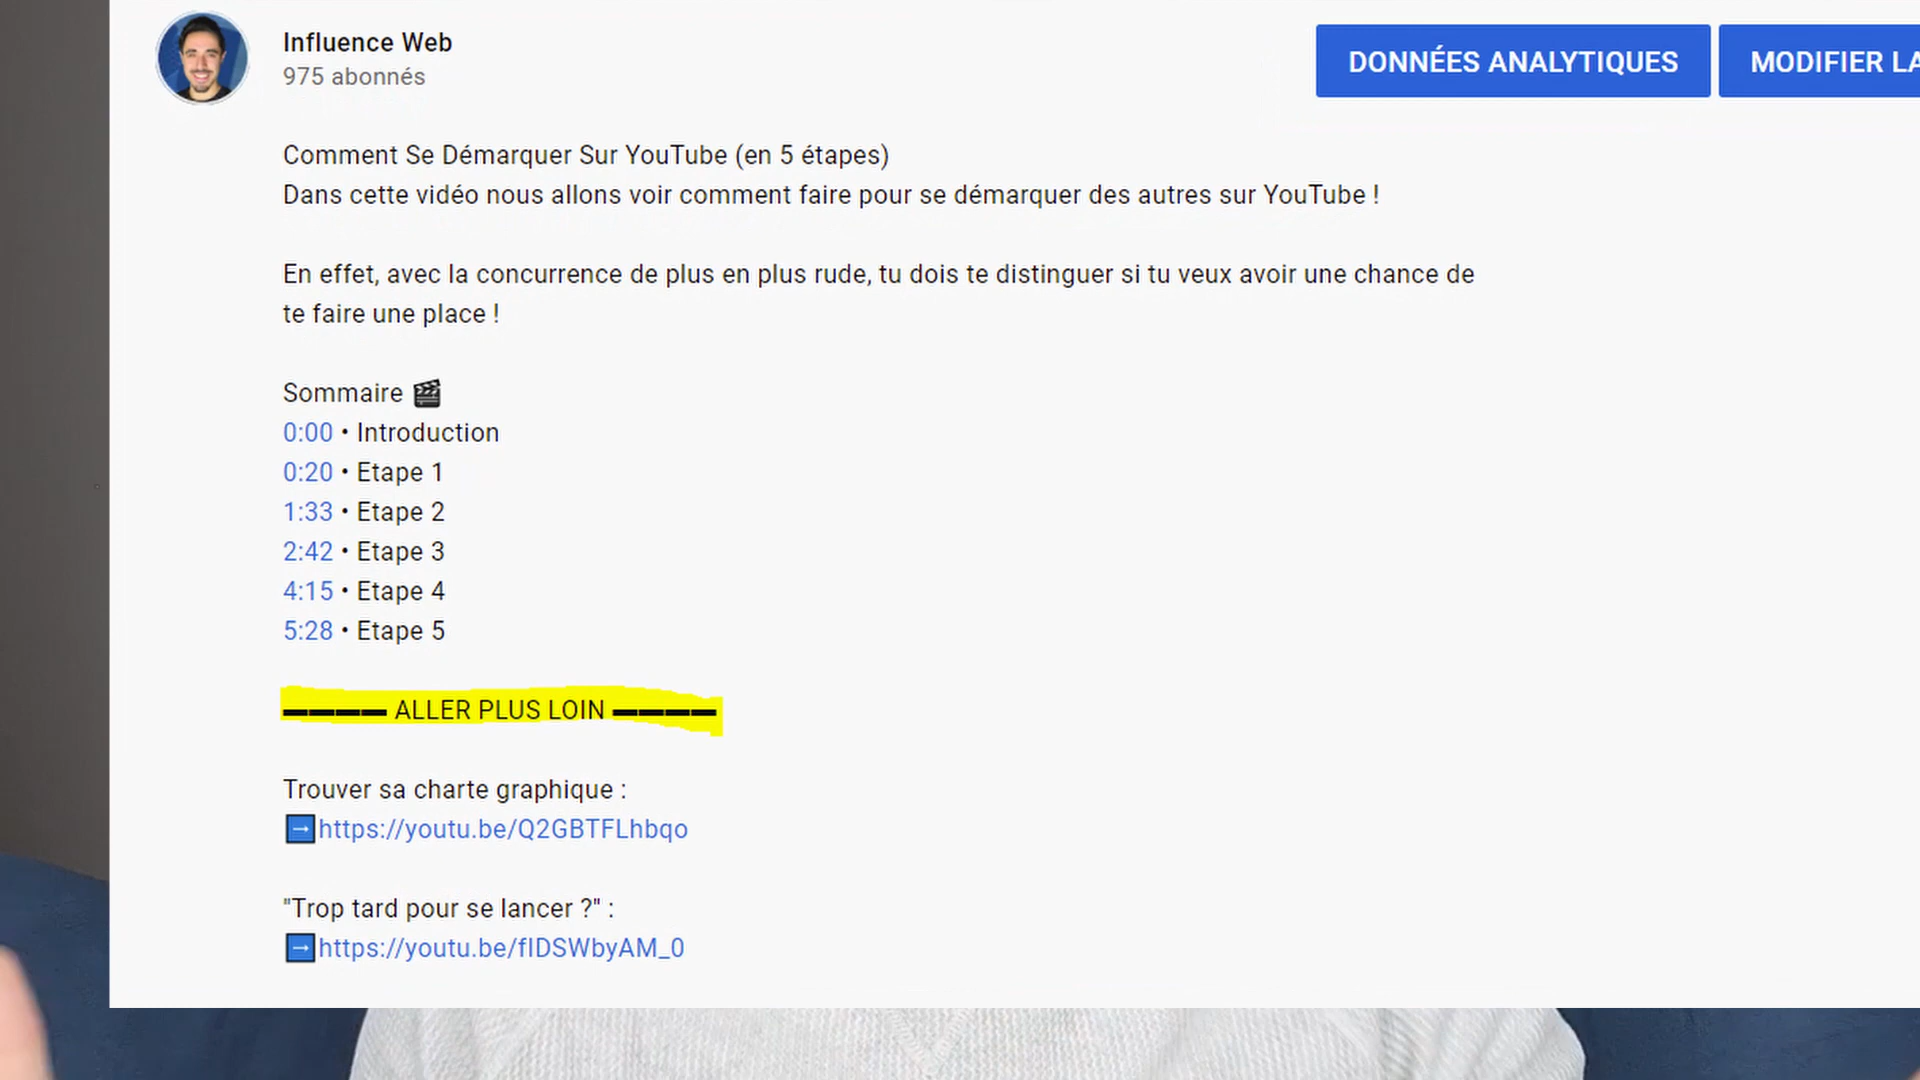 Influence Web
975 abonnés
DONNÉES ANALYTIQUES
MODIFIER LA
Comment Se Démarquer Sur YouTube (en 5 étapes)
Dans cette vidéo nous allons voir comment faire pour se démarquer des autres sur YouTube !
En effet, avec la concurrence de plus en plus rude, tu dois te distinguer si tu veux avoir une chance de
te faire une place !
Sommaire 🎬
0:00 • Introduction
0:20 • Etape 1
1:33 • Etape 2
2:42 • Etape 3
4:15 • Etape 4
5:28 • Etape 5
▬▬▬▬ ALLER PLUS LOIN ▬▬▬▬
Trouver sa charte graphique :
➡️https://youtu.be/Q2GBTFLhbqo
"Trop tard pour se lancer ?" :
➡️https://youtu.be/fIDSWbyAM_0